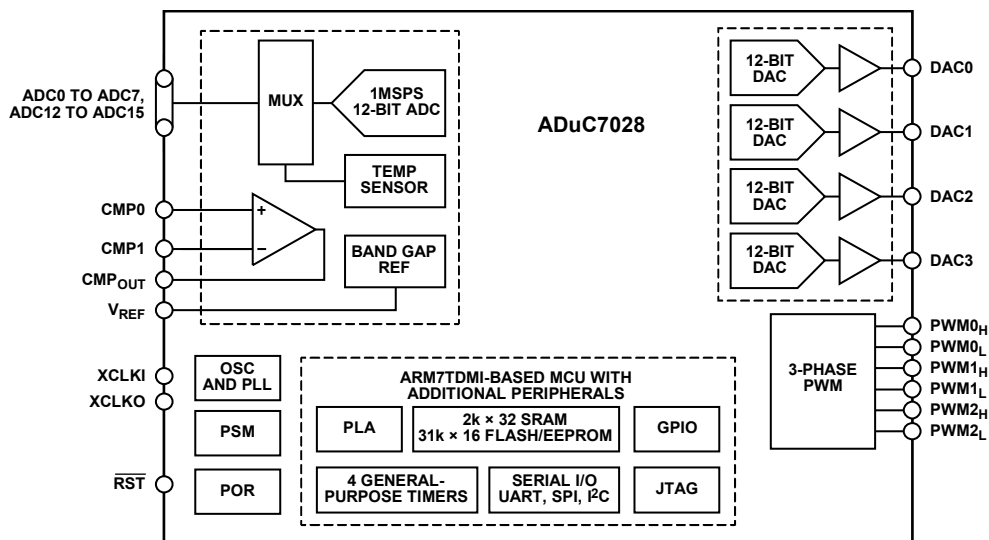 ADuC7028
ADC0 TO ADC7,
ADC12 TO ADC15
MUX
1MSPS
12-BIT ADC
TEMP
SENSOR
CMP0
+
CMP1
−
CMPOUT
BAND GAP
REF
VREF
12-BIT
DAC
DAC0
12-BIT
DAC
DAC1
12-BIT
DAC
DAC2
12-BIT
DAC
DAC3
3-PHASE
PWM
PWM0H
PWM0L
PWM1H
PWM1L
PWM2H
PWM2L
XCLKI
XCLKO
RST
OSC
AND PLL
PSM
POR
ARM7TDMI-BASED MCU WITH
ADDITIONAL PERIPHERALS
PLA
2k × 32 SRAM
31k × 16 FLASH/EEPROM
GPIO
4 GENERAL-
PURPOSE TIMERS
SERIAL I/O
UART, SPI, I²C
JTAG